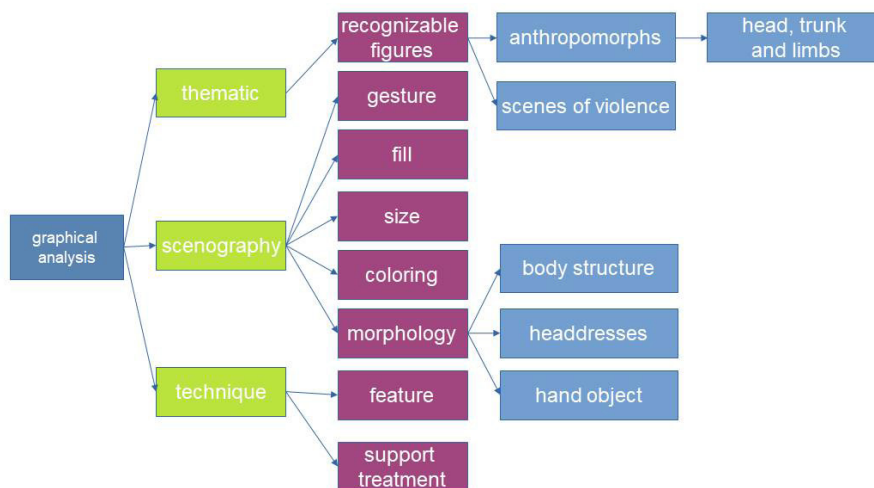 graphical
analysis
thematic
scenography
technique
recognizable
figures
gesture
fill
size
coloring
morphology
feature
support
treatment
anthropomorphs
scenes of violence
body structure
headdresses
hand object
head, trunk
and limbs